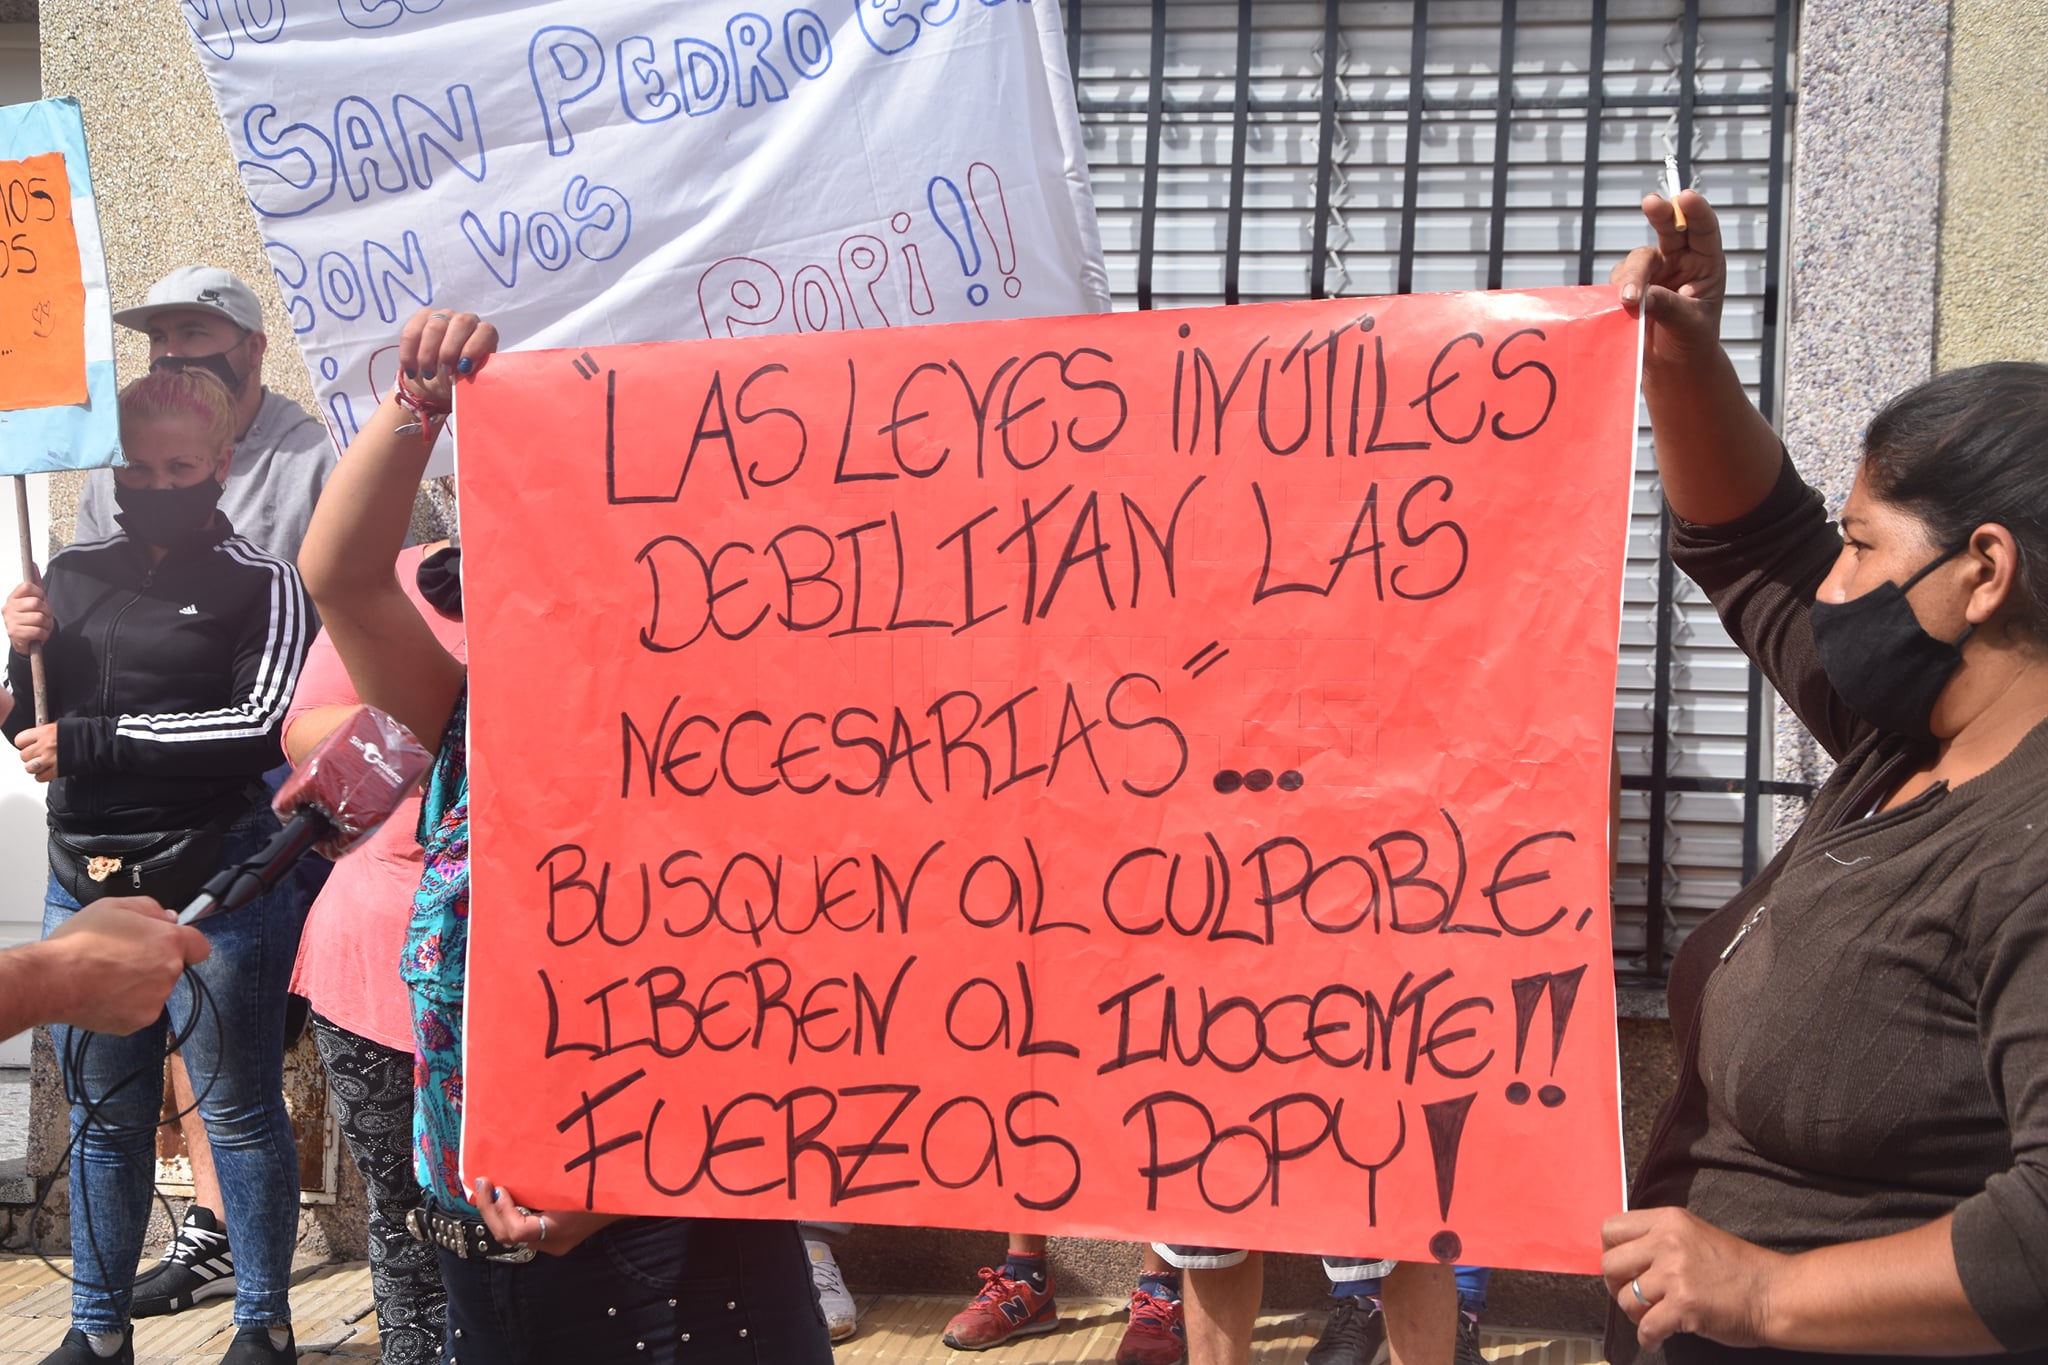 SAN PEDRO
CON VOS
POPi!!
"LAS LEYES iNÚTiLES
DEBILITAN LAS
NECESARIAS"...
BUSQUEN aL CULPaBLE,
LIBEREN aL INOCENTE!!
FUERZaS POPY!